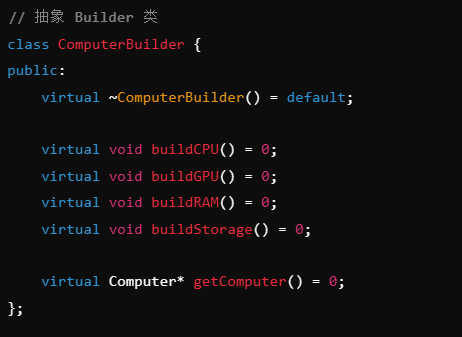 // 抽象 Builder 类
class ComputerBuilder {
public:
    virtual ~ComputerBuilder() = default;
    virtual void buildCPU() = 0;
    virtual void buildGPU() = 0;
    virtual void buildRAM() = 0;
    virtual void buildStorage() = 0;
    virtual Computer* getComputer() = 0;
};